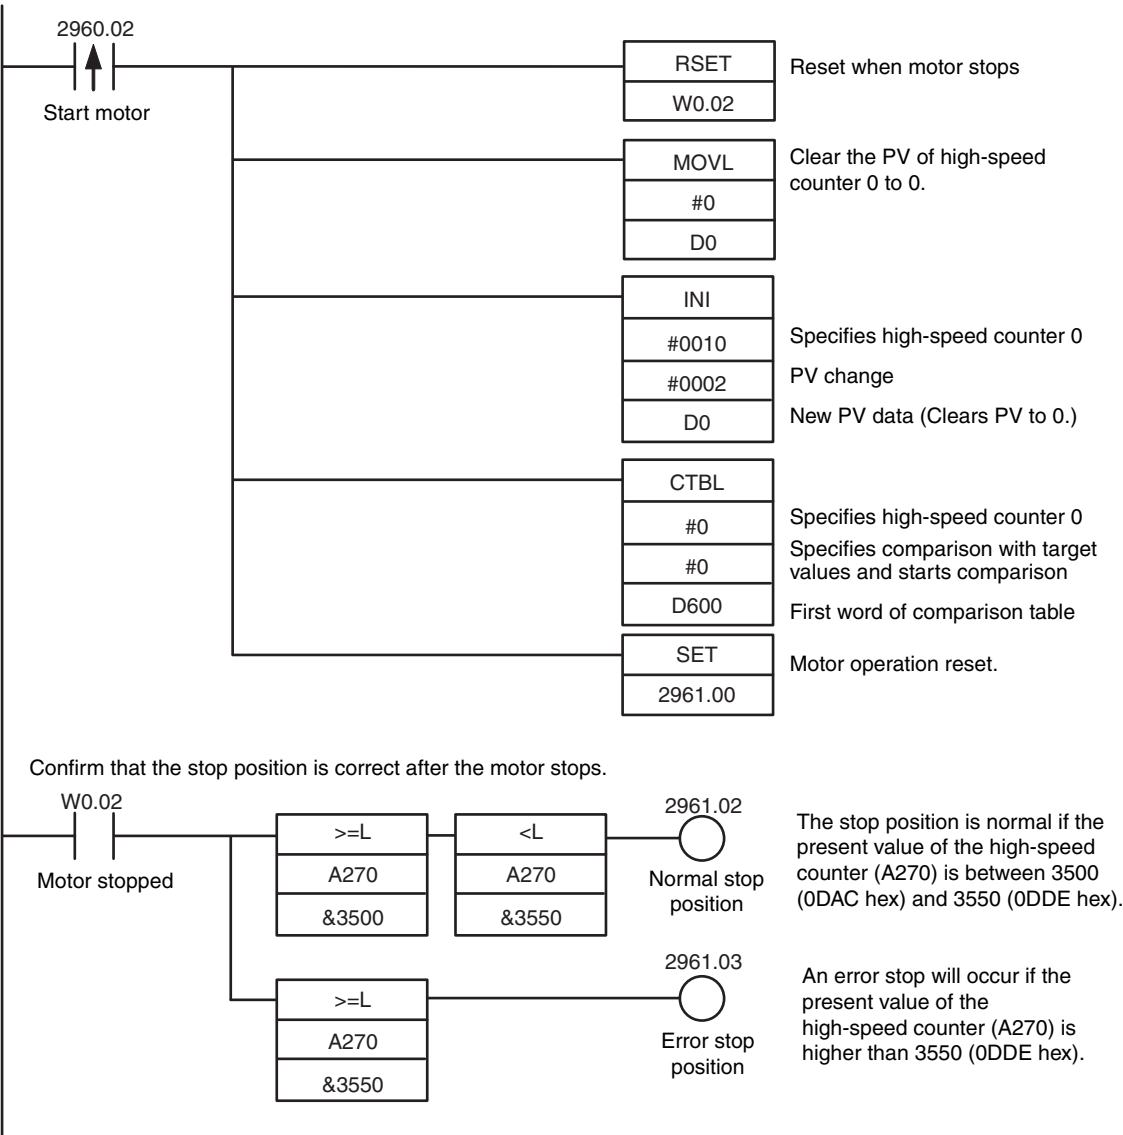 2960.02
Start motor
RSET
W0.02
Reset when motor stops
MOVL
#0
D0
Clear the PV of high-speed
counter 0 to 0.
INI
#0010
#0002
D0
Specifies high-speed counter 0
PV change
New PV data (Clears PV to 0.)
CTBL
#0
#0
D600
Specifies high-speed counter 0
Specifies comparison with target
values and starts comparison
First word of comparison table
SET
2961.00
Motor operation reset.
Confirm that the stop position is correct after the motor stops.
W0.02
Motor stopped
>=L
A270
&3500
<L
A270
&3550
2961.02
Normal stop
position
The stop position is normal if the
present value of the high-speed
counter (A270) is between 3500
(0DAC hex) and 3550 (0DDE hex).
>=L
A270
&3550
2961.03
Error stop
position
An error stop will occur if the
present value of the
high-speed counter (A270) is
higher than 3550 (0DDE hex).